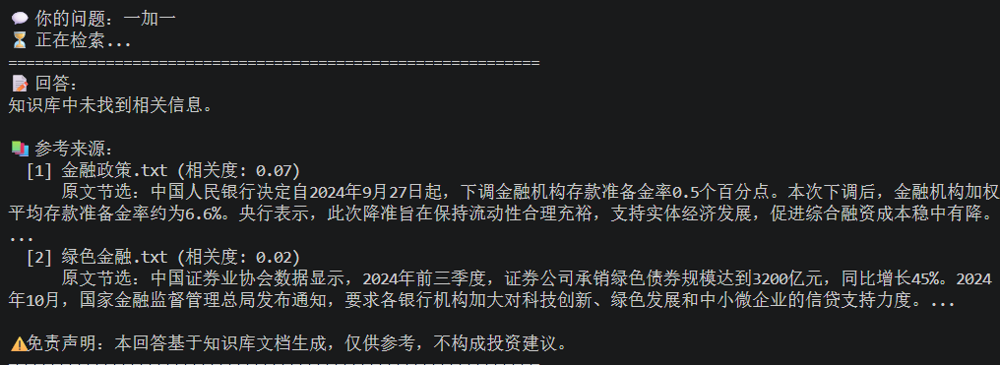 💬 你的问题: 一加一
⏳ 正在检索...
============================================================
📝 回答:
知识库中未找到相关信息。
📚 参考来源:
[1] 金融政策.txt (相关度: 0.07)
原文节选: 中国人民银行决定自2024年9月27日起，下调金融机构存款准备金率0.5个百分点。本次下调后，金融机构加权
平均存款准备金率约为6.6%。央行表示，此次降准旨在保持流动性合理充裕，支持实体经济发展，促进综合融资成本稳中有降。
...
[2] 绿色金融.txt (相关度: 0.02)
原文节选: 中国证券业协会数据显示，2024年前三季度，证券公司承销绿色债券规模达到3200亿元，同比增长45%。2024
年10月，国家金融监督管理总局发布通知，要求各银行机构加大对科技创新、绿色发展和中小微企业的信贷支持力度。...
⚠️免责声明: 本回答基于知识库文档生成，仅供参考，不构成投资建议。
============================================================